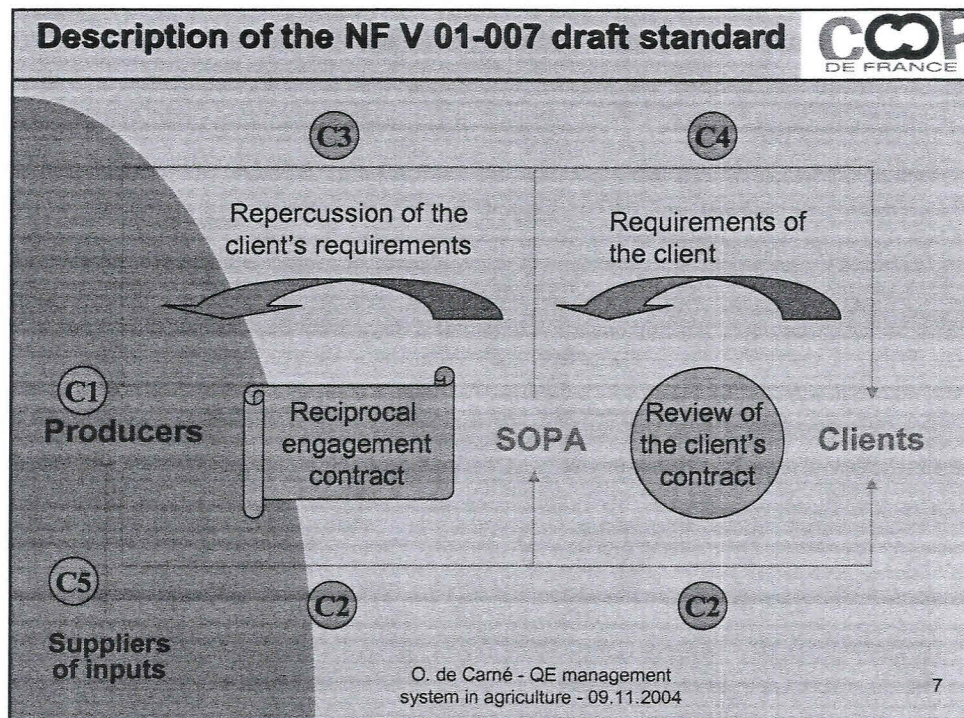 Description of the NF V 01-007 draft standard
COOP
DE FRANCE
C3
C4
Repercussion of the
client's requirements
Requirements of
the client
C1
Producers
Reciprocal
engagement
contract
SOPA
Review of
the client's
contract
Clients
C5
C2
C2
Suppliers
of inputs
O. de Carné - QE management
system in agriculture - 09.11.2004
7